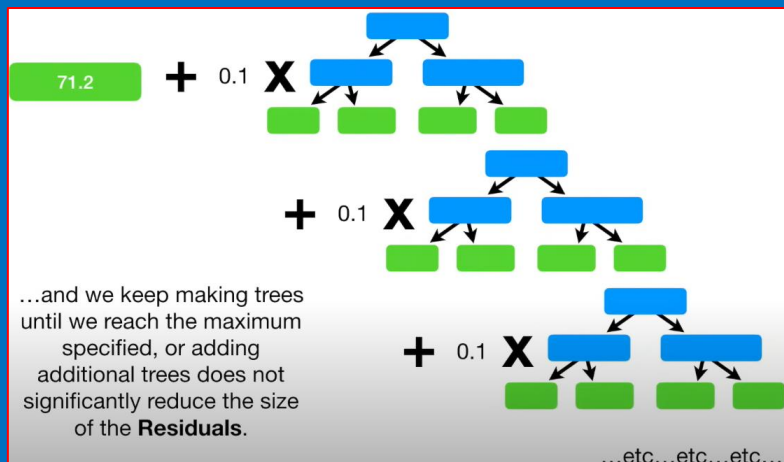 71.2 + 0.1 X
+ 0.1 X
+ 0.1 X
...and we keep making trees
until we reach the maximum
specified, or adding
additional trees does not
significantly reduce the size
of the Residuals.
...etc...etc...etc...